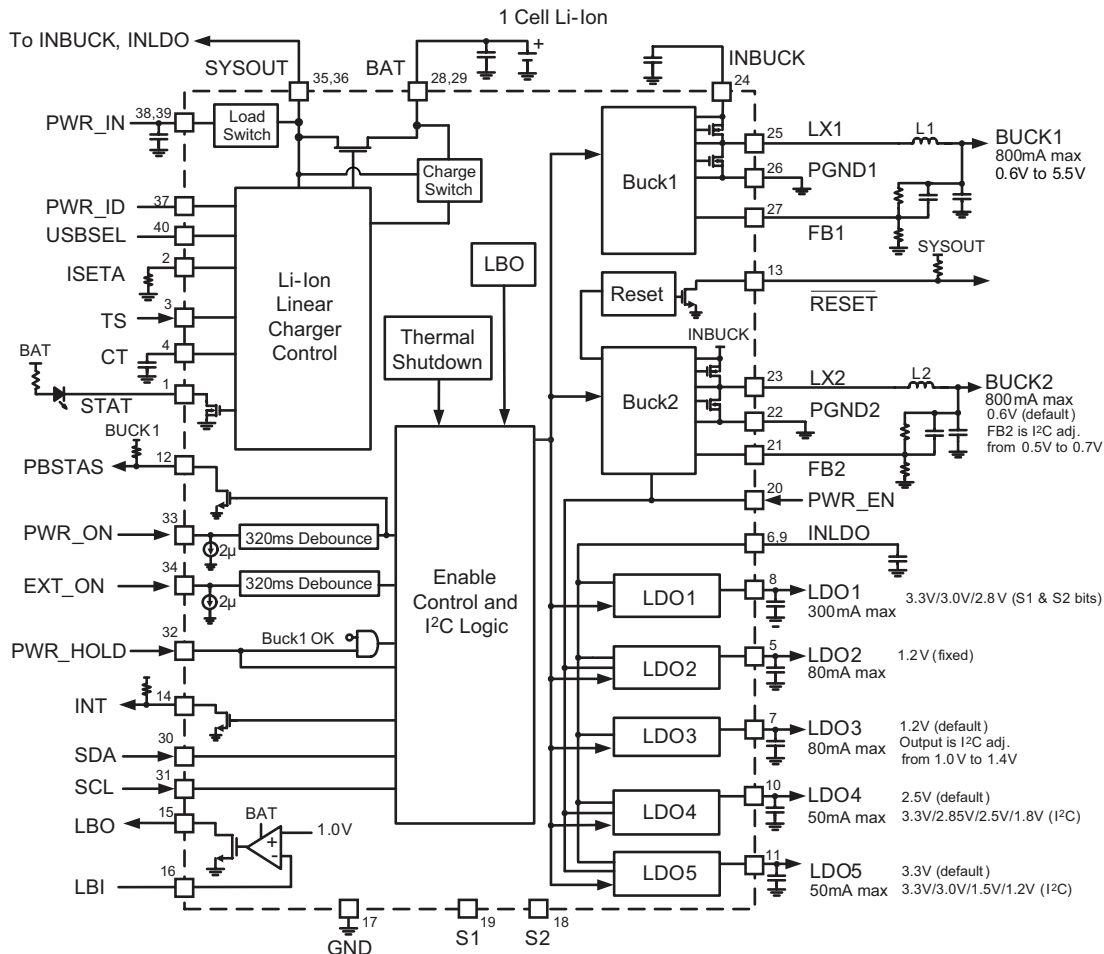 1 Cell Li-Ion
To INBUCK, INLDO
SYSOUT
35,36
BAT
28,29
+
INBUCK
24
PWR_IN
38,39
Load
Switch
Charge
Switch
PWR_ID
37
USBSEL
40
ISETA
2
TS
3
CT
4
BAT
STAT
1
Li-Ion
Linear
Charger
Control
LBO
Thermal
Shutdown
Buck1
25
LX1
L1
BUCK1
800mA max
0.6V to 5.5V
26
PGND1
27
FB1
SYSOUT
Reset
13
RESET
INBUCK
Buck2
23
LX2
L2
BUCK2
800mA max
0.6V (default)
FB2 is I²C adj.
from 0.5V to 0.7V
22
PGND2
21
FB2
20
PWR_EN
6,9
INLDO
BUCK1
PBSTAS
12
PWR_ON
33
2µ
320ms Debounce
EXT_ON
34
2µ
320ms Debounce
PWR_HOLD
32
Buck1 OK
Enable
Control and
I²C Logic
INT
14
SDA
30
SCL
31
LBO
15
BAT
1.0V
+
-
LBI
16
LDO1
8
LDO1
300mA max
3.3V/3.0V/2.8V (S1 & S2 bits)
LDO2
5
LDO2
80mA max
1.2V (fixed)
LDO3
7
LDO3
80mA max
1.2V (default)
Output is I²C adj.
from 1.0V to 1.4V
LDO4
10
LDO4
50mA max
2.5V (default)
3.3V/2.85V/2.5V/1.8V (I²C)
LDO5
11
LDO5
50mA max
3.3V (default)
3.3V/3.0V/1.5V/1.2V (I²C)
17
GND
19
S1
18
S2